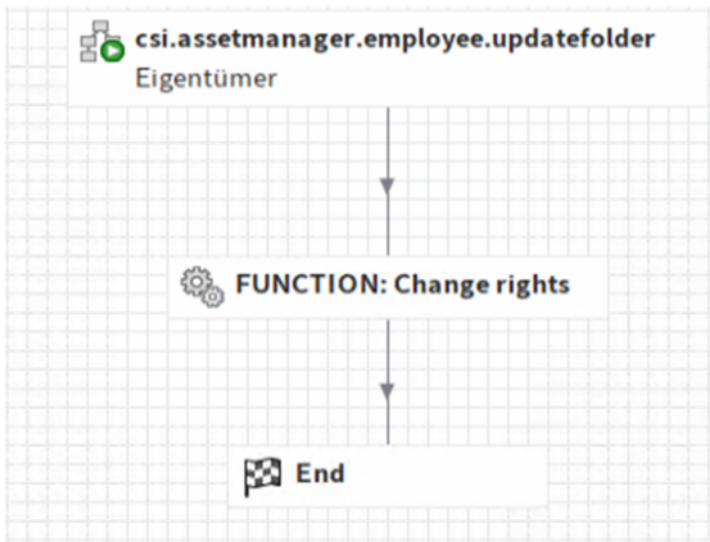 csi.assetmanager.employee.updatefolder
Eigentümer
FUNCTION: Change rights
End